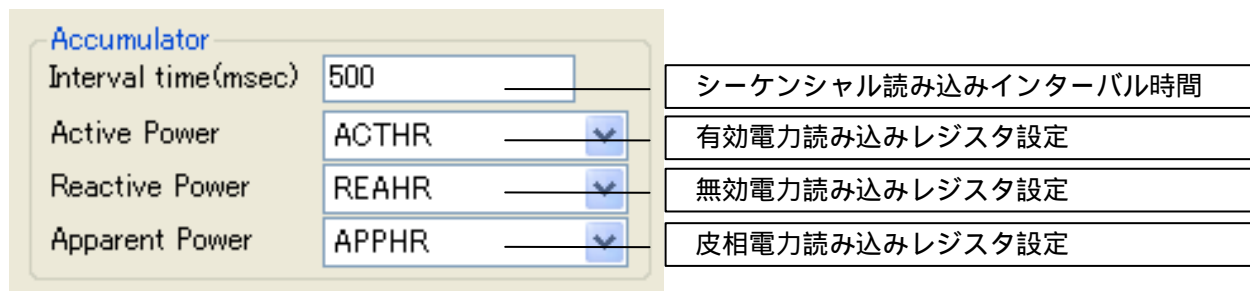 Accumulator
Interval time(msec) 500 シーケンシャル読み込みインターバル時間
Active Power ACTHR 有効電力読み込みレジスタ設定
Reactive Power REAHR 無効電力読み込みレジスタ設定
Apparent Power APPHR 皮相電力読み込みレジスタ設定